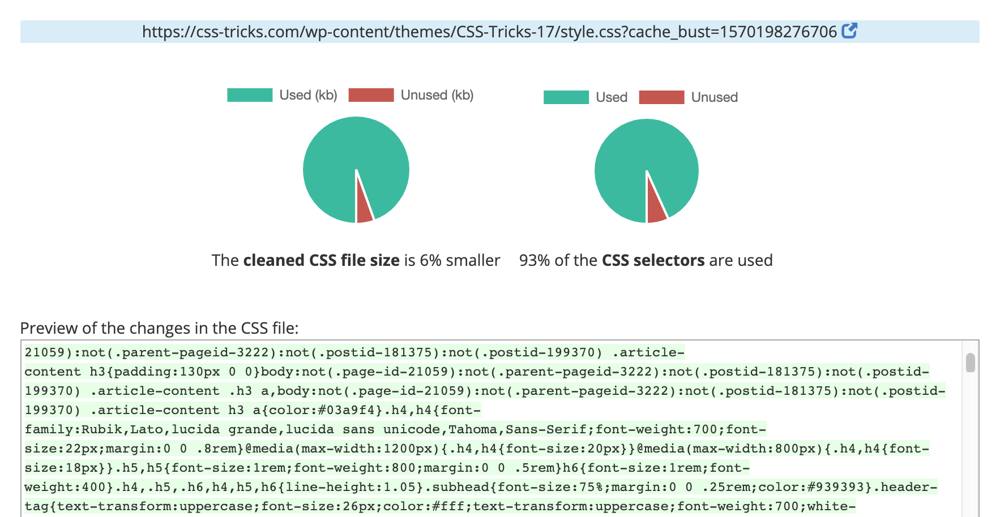 https://css-tricks.com/wp-content/themes/CSS-Tricks-17/style.css?cache_bust=1570198276706
Used (kb) Unused (kb)
Used Unused
The cleaned CSS file size is 6% smaller
93% of the CSS selectors are used
Preview of the changes in the CSS file:
21059):not(.parent-pageid-3222):not(.postid-181375):not(.postid-199370) .article-
content h3{padding:130px 0 0}body:not(.page-id-21059):not(.parent-pageid-3222):not(.postid-181375):not(.postid-
199370) .article-content .h3 a,body:not(.page-id-21059):not(.parent-pageid-3222):not(.postid-181375):not(.postid-
199370) .article-content h3 a{color:#03a9f4}.h4,h4{font-
family:Rubik,Lato,lucida grande,lucida sans unicode,Tahoma,Sans-Serif;font-weight:700;font-
size:22px;margin:0 0 .8rem}@media(max-width:1200px){.h4,h4{font-size:20px}}@media(max-width:800px){.h4,h4{font-
size:18px}}.h5,h5{font-size:1rem;font-weight:800;margin:0 0 .5rem}h6{font-size:1rem;font-
weight:400}.h4,.h5,.h6,h4,h5,h6{line-height:1.05}.subhead{font-size:75%;margin:0 0 .25rem;color:#939393}.header-
tag{text-transform:uppercase;font-size:26px;color:#fff;text-transform:uppercase;font-weight:700;white-